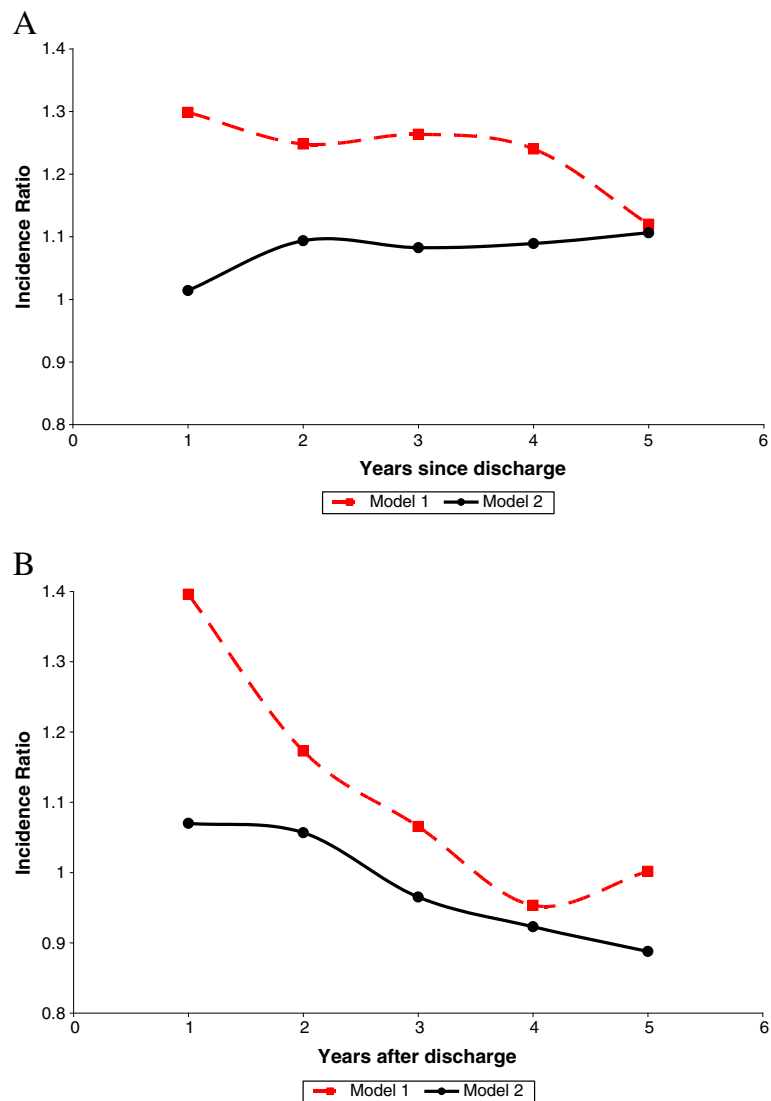 A
1.4
1.3
1.2
1.1
1
0.9
0.8
Incidence Ratio
0 1 2 3 4 5 6
Years since discharge
Model 1 Model 2
B
1.4
1.3
1.2
1.1
1
0.9
0.8
Incidence Ratio
0 1 2 3 4 5 6
Years after discharge
Model 1 Model 2